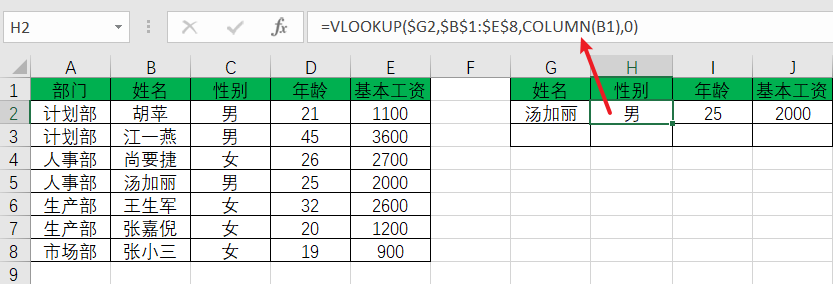 H2 fx =VLOOKUP($G2,$B$1:$E$8,COLUMN(B1),0)
A B C D E F G H I J
1 部门 姓名 性别 年龄 基本工资 姓名 性别 年龄 基本工资
2 计划部 胡苹 男 21 1100 汤加丽 男 25 2000
3 计划部 江一燕 男 45 3600
4 人事部 尚要捷 女 26 2700
5 人事部 汤加丽 男 25 2000
6 生产部 王生军 女 32 2600
7 生产部 张嘉倪 女 20 1200
8 市场部 张小三 女 19 900
9